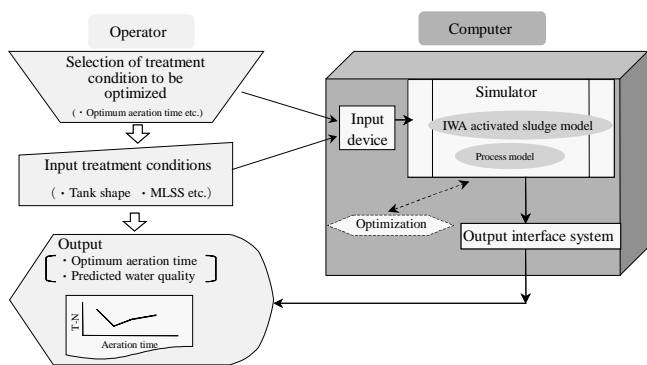 Operator
Selection of treatment
condition to be
optimized
(・Optimum aeration time etc.)
Input treatment conditions
(・Tank shape ・MLSS etc.)
Output
・Optimum aeration time
・Predicted water quality
T-N
Aeration time
Computer
Simulator
IWA activated sludge model
Process model
Input
device
Optimization
Output interface system